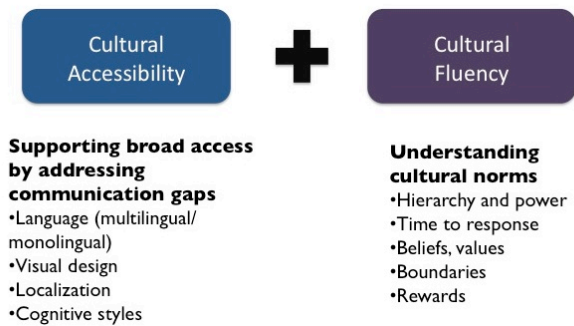 Cultural
Accessibility
Cultural
Fluency
Supporting broad access
by addressing
communication gaps
•Language (multilingual/
monolingual)
•Visual design
•Localization
•Cognitive styles
Understanding
cultural norms
•Hierarchy and power
•Time to response
•Beliefs, values
•Boundaries
•Rewards